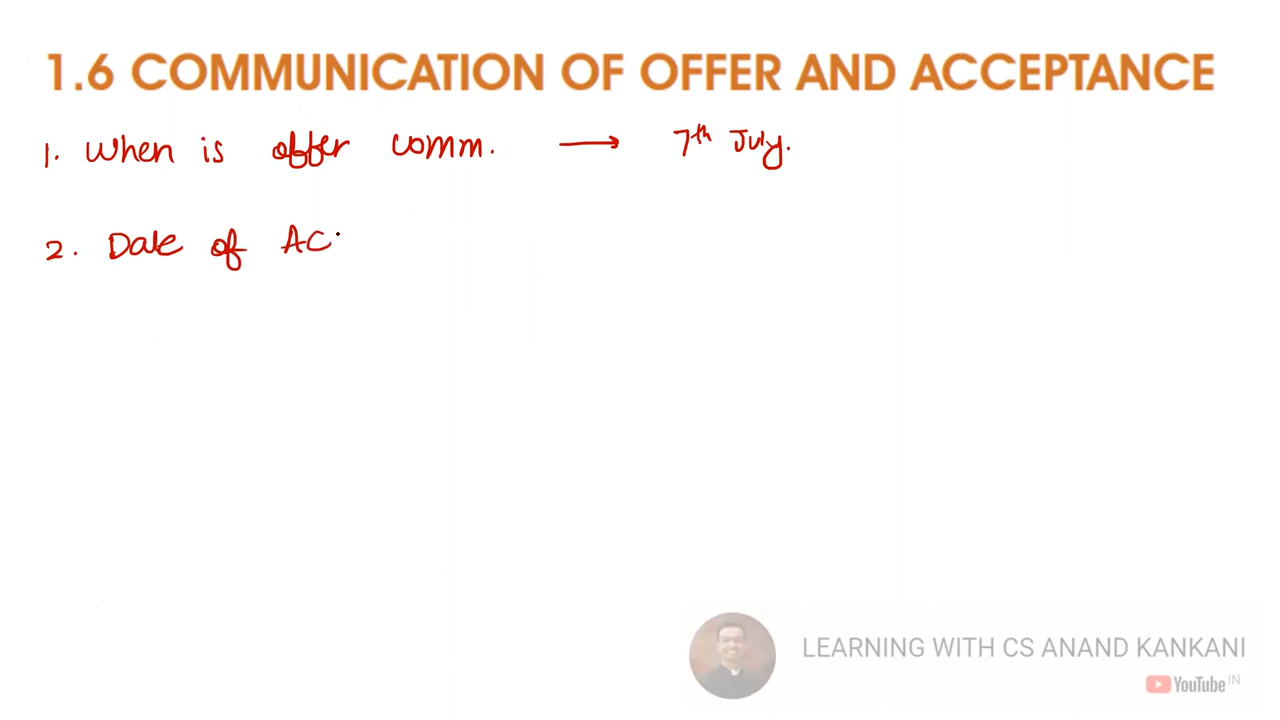 1.6 COMMUNICATION OF OFFER AND ACCEPTANCE
1. When is offer comm. → 7th July.
2. Date of AC
LEARNING WITH CS ANAND KANKANI
YouTube IN